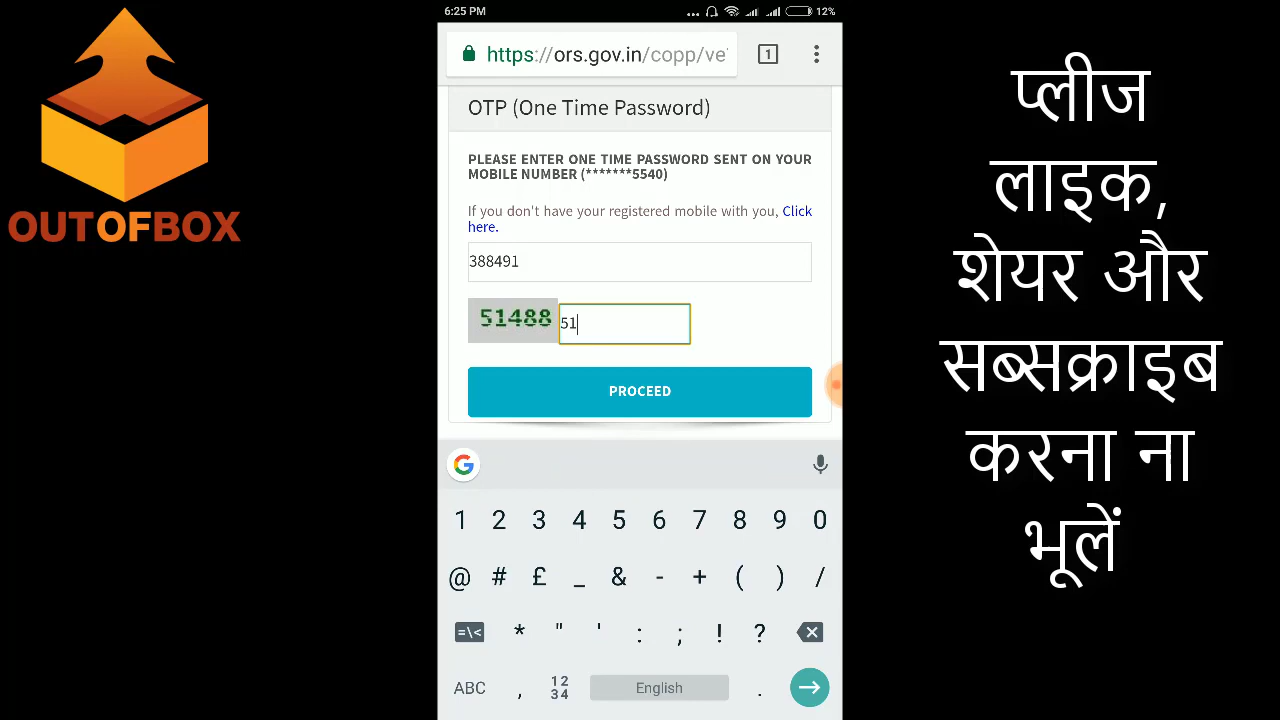 6:25 PM
12%
https://ors.gov.in/copp/ve
1
OTP (One Time Password)
PLEASE ENTER ONE TIME PASSWORD SENT ON YOUR
MOBILE NUMBER (*******5540)
If you don't have your registered mobile with you, Click
here.
388491
51488
51
PROCEED
G
1 2 3 4 5 6 7 8 9 0
@ # £ _ & - + ( ) /
=\< * " ' : ; ! ?
ABC , 12 34 English .
OUTOFBOX
प्लीज
लाइक,
शेयर और
सब्सक्राइब
करना ना
भूलें